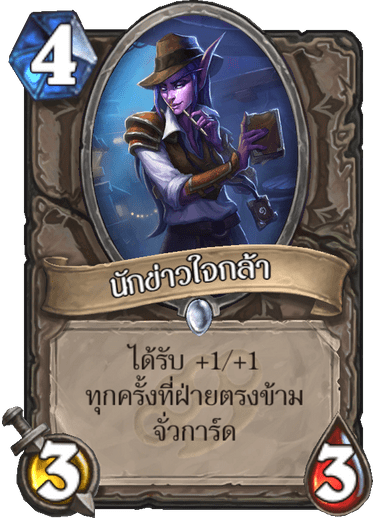 4
นักข่าวใจกล้า
ได้รับ +1/+1
ทุกครั้งที่ฝ่ายตรงข้าม
จั่วการ์ด
3
3